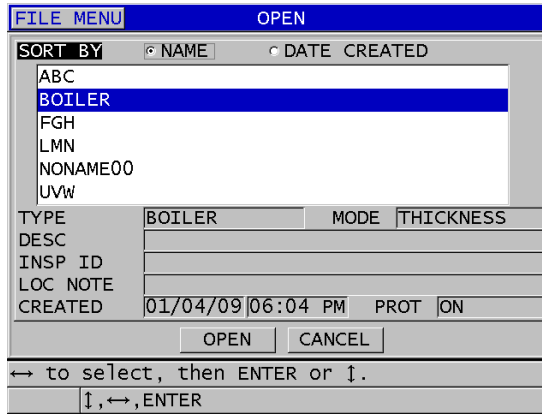 FILE MENU OPEN
SORT BY NAME DATE CREATED
ABC
BOILER
FGH
LMN
NONAME00
UVW
TYPE BOILER MODE THICKNESS
DESC
INSP ID
LOC NOTE
CREATED 01/04/09 06:04 PM PROT ON
OPEN CANCEL
↔ to select, then ENTER or ↕.
↕,↔,ENTER